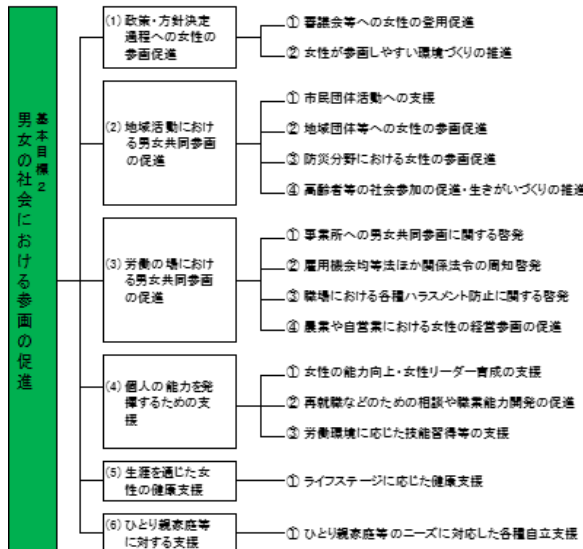 基本目標2
男女の社会における参画の促進
(1) 政策・方針決定
過程への女性の
参画促進
① 審議会等への女性の登用促進
② 女性が参画しやすい環境づくりの推進
(2) 地域活動におけ
る男女共同参画
の促進
① 市民団体活動への支援
② 地域団体等への女性の参画促進
③ 防災分野における女性の参画促進
④ 高齢者等の社会参加の促進・生きがいづくりの推進
(3) 労働の場におけ
る男女共同参画
の促進
① 事業所への男女共同参画に関する啓発
② 雇用機会均等法ほか関係法令の周知啓発
③ 職場における各種ハラスメント防止に関する啓発
④ 農業や自営業における女性の経営参画の促進
(4) 個人の能力を発
揮するための支
援
① 女性の能力向上・女性リーダー育成の支援
② 再就職などのための相談や職業能力開発の促進
③ 労働環境に応じた技能習得等の支援
(5) 生涯を通じた女
性の健康支援
① ライフステージに応じた健康支援
(6) ひとり親家庭等
に対する支援
① ひとり親家庭等のニーズに対応した各種自立支援